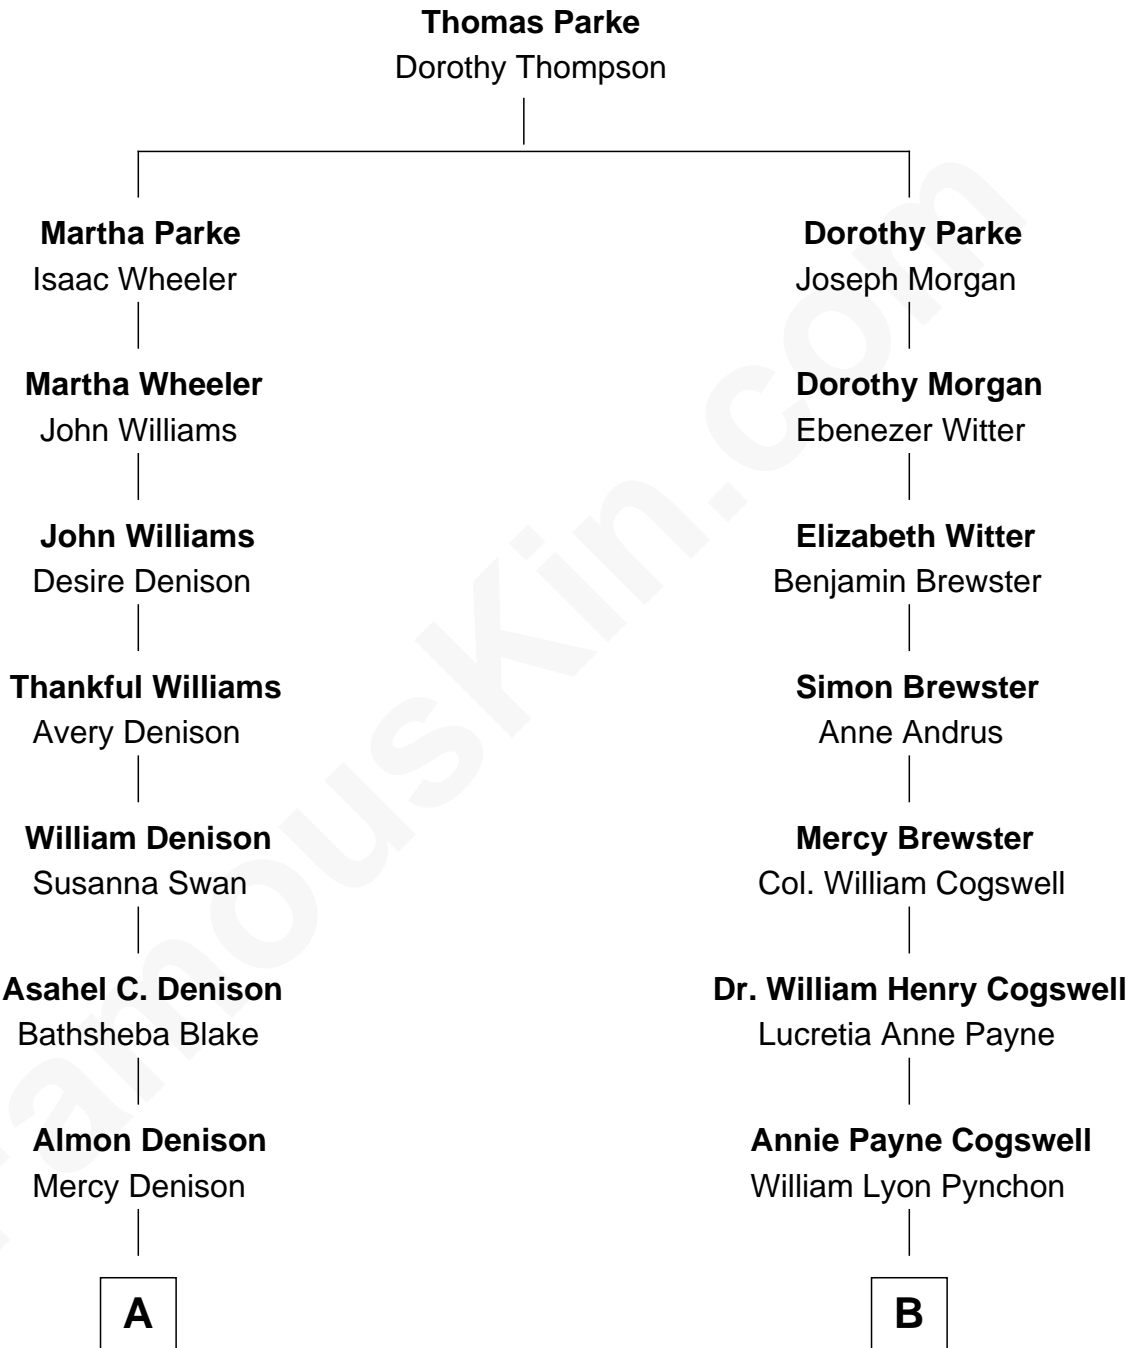 Thomas Parke
Dorothy Thompson
Martha Parke
Isaac Wheeler
Dorothy Parke
Joseph Morgan
Martha Wheeler
John Williams
Dorothy Morgan
Ebenezer Witter
John Williams
Desire Denison
Elizabeth Witter
Benjamin Brewster
Thankful Williams
Avery Denison
Simon Brewster
Anne Andrus
William Denison
Susanna Swan
Mercy Brewster
Col. William Cogswell
Asahel C. Denison
Bathsheba Blake
Dr. William Henry Cogswell
Lucretia Anne Payne
Almon Denison
Mercy Denison
Annie Payne Cogswell
William Lyon Pynchon
A
B
FamousKin.com